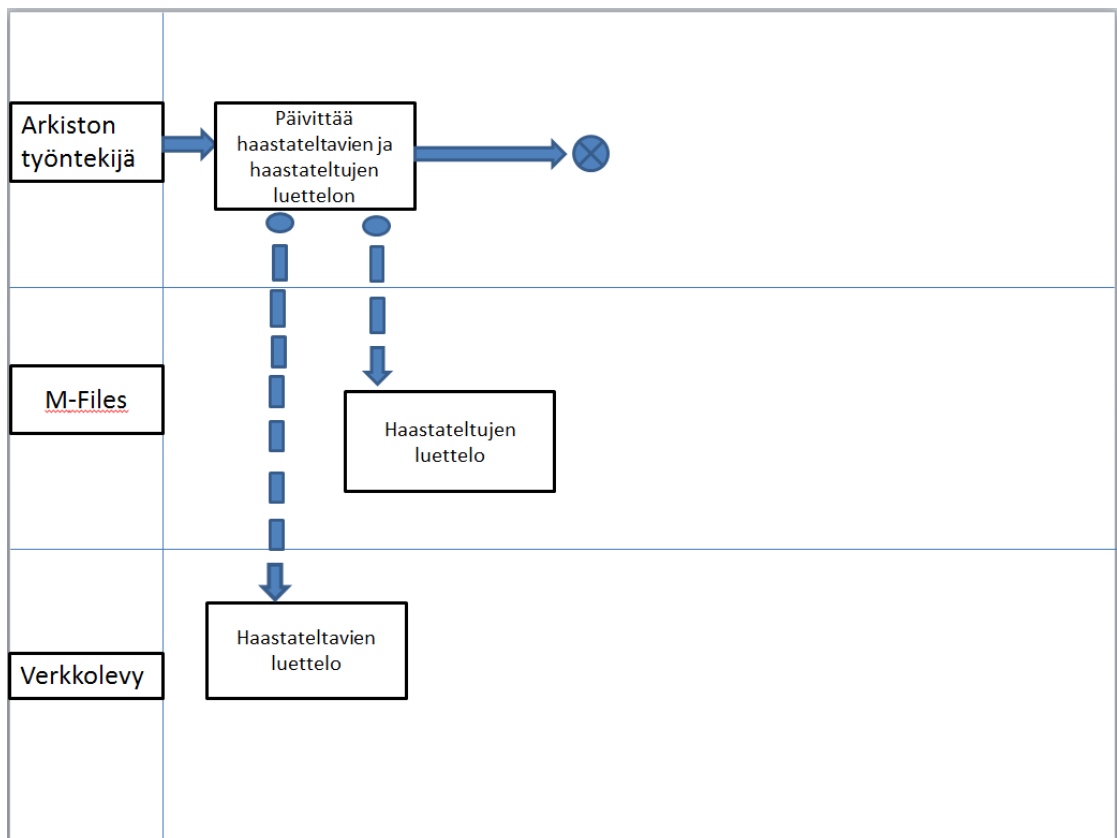 Arkiston
työntekijä
Päivittää
haastateltavien ja
haastateltujen
luettelon
M-Files
Haastateltujen
luettelo
Haastateltavien
luettelo
Verkkolevy